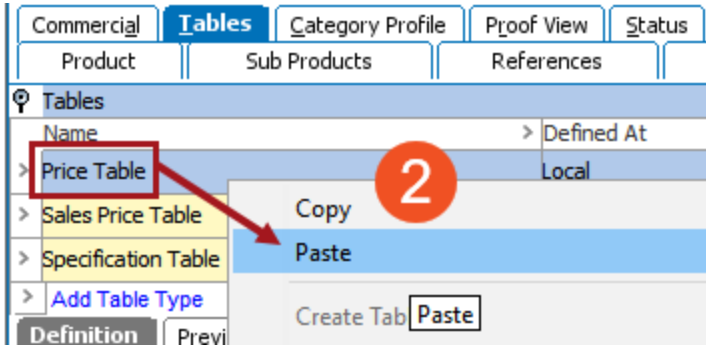 Commercial Tables Category Profile Proof View Status
Product Sub Products References
Tables
Name > Defined At
> Price Table Local
2
Copy
> Sales Price Table
Paste
> Specification Table
> Add Table Type
Create Tab Paste
Definition Previ